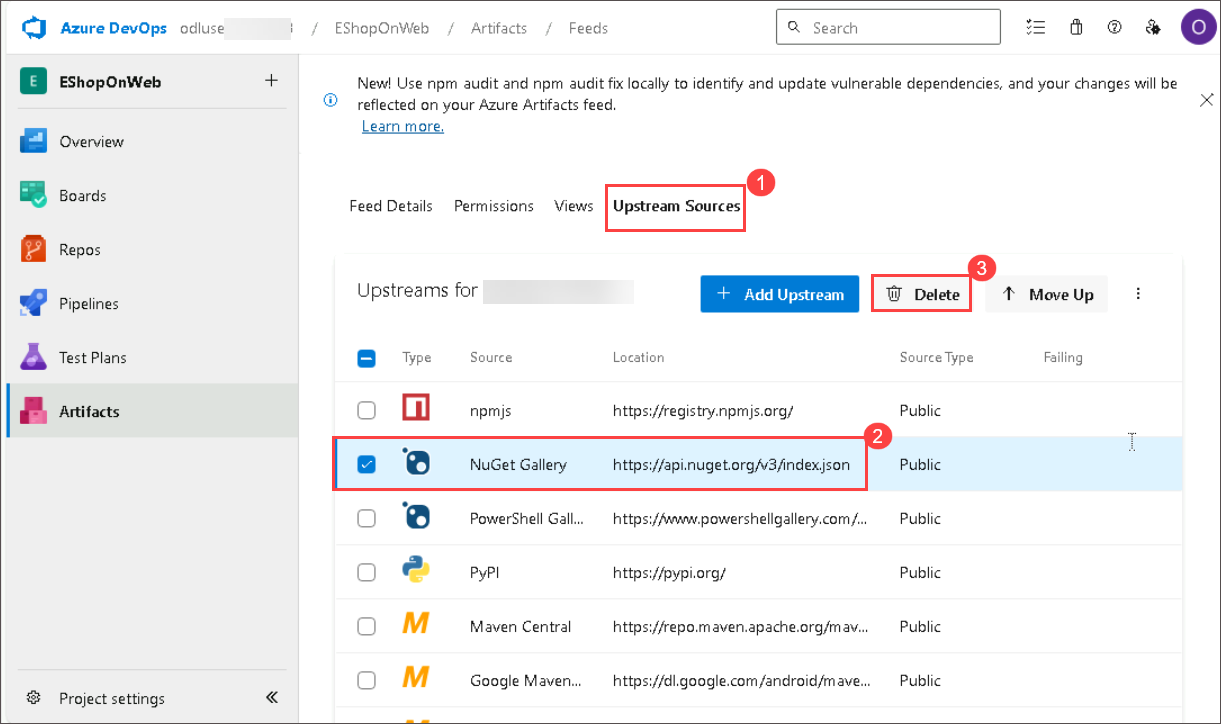 Azure DevOps odluse / EShopOnWeb / Artifacts / Feeds Search O
E EShopOnWeb +
Overview
Boards
Repos
Pipelines
Test Plans
Artifacts
Project settings
New! Use npm audit and npm audit fix locally to identify and update vulnerable dependencies, and your changes will be
reflected on your Azure Artifacts feed.
Learn more.
Feed Details Permissions Views Upstream Sources 1
Upstreams for + Add Upstream Delete 3 Move Up
Type Source Location Source Type Failing
npmjs https://registry.npmjs.org/ Public
NuGet Gallery https://api.nuget.org/v3/index.json 2 Public
PowerShell Gall... https://www.powershellgallery.com/... Public
PyPI https://pypi.org/ Public
Maven Central https://repo.maven.apache.org/mav... Public
Google Maven... https://dl.google.com/android/mave... Public